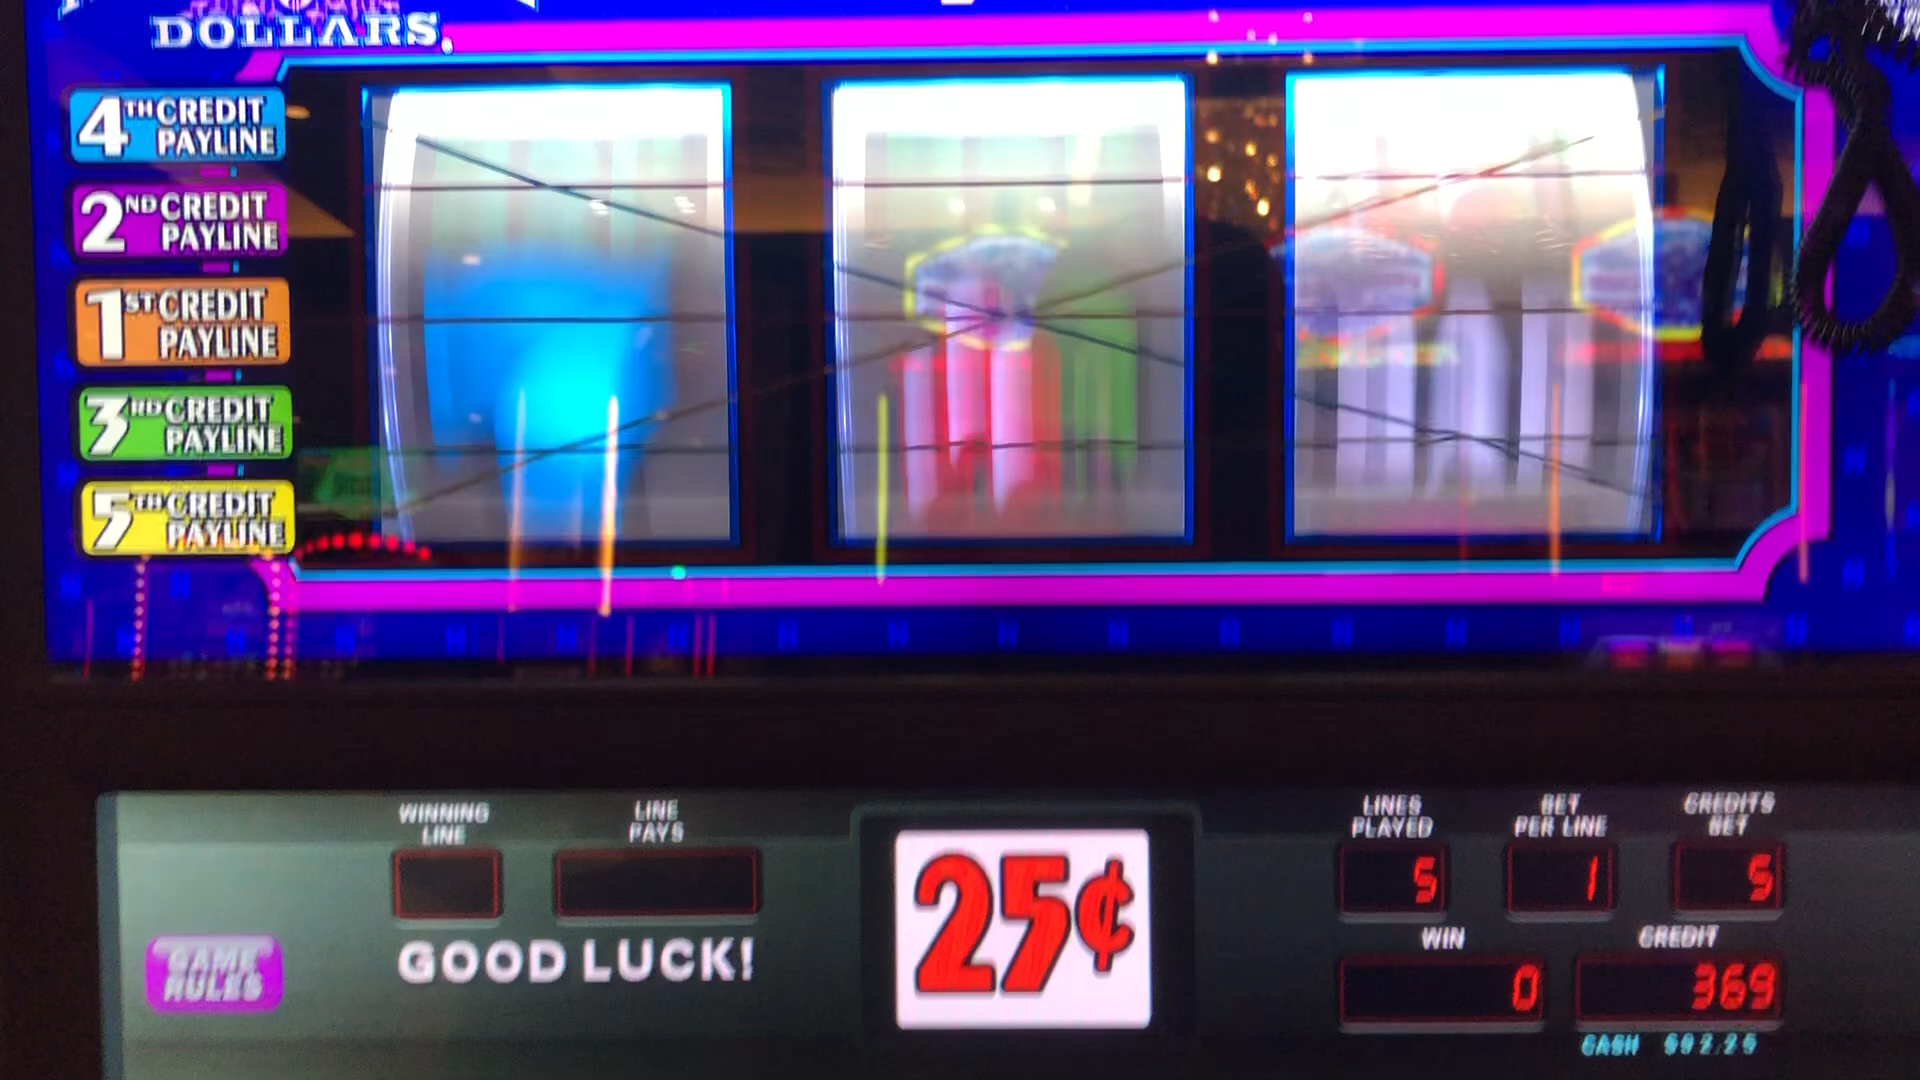 DOLLARS
4TH CREDIT
PAYLINE
2ND CREDIT
PAYLINE
1ST CREDIT
PAYLINE
3RD CREDIT
PAYLINE
5TH CREDIT
PAYLINE
WINNING
LINE
LINE
PAYS
GAME
RULES
GOOD LUCK!
25¢
LINES
PLAYED
BET
PER LINE
CREDITS
BET
5
1
5
WIN
CREDIT
0
369
CASH $92.25